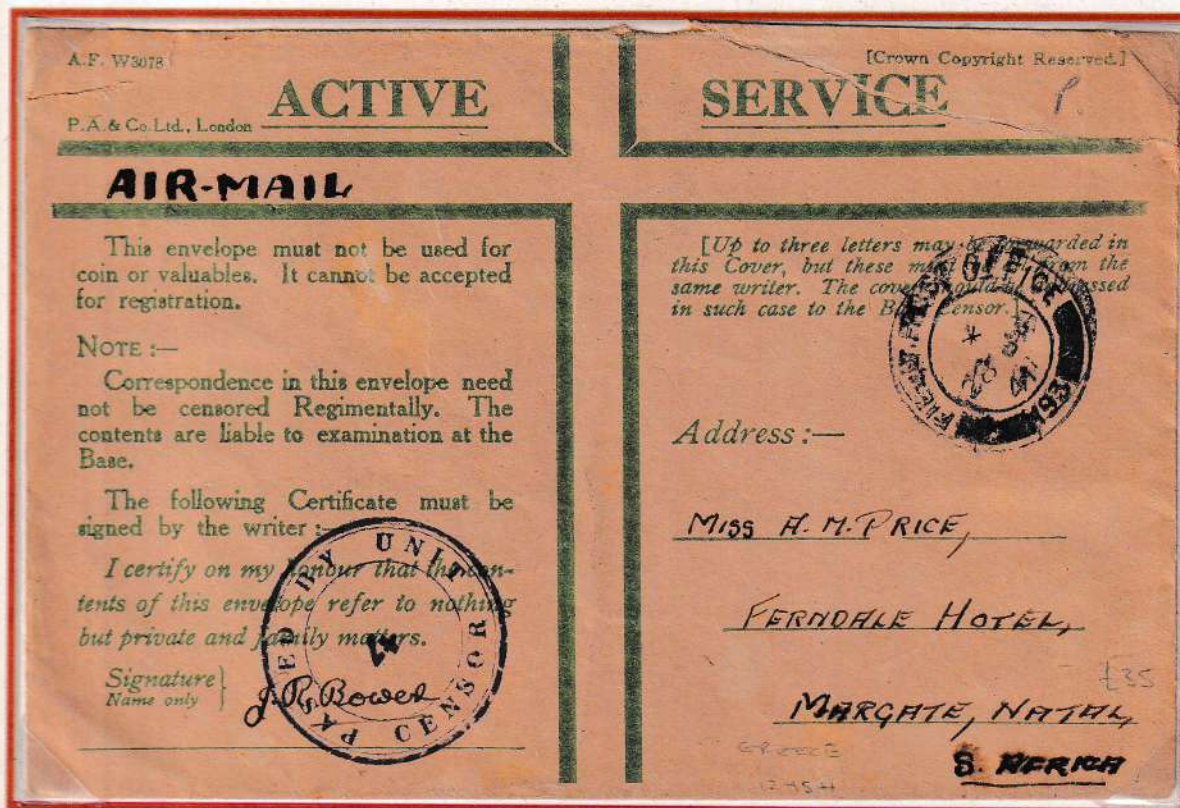 A.F. W3078
[Crown Copyright Reserved.]
ACTIVE SERVICE
P.
P.A. & Co. Ltd., London
AIR-MAIL
This envelope must not be used for
coin or valuables. It cannot be accepted
for registration.
NOTE :—
Correspondence in this envelope need
not be censored Regimentally. The
contents are liable to examination at the
Base.
The following Certificate must be
signed by the writer :—
I certify on my honour that the con-
tents of this envelope refer to nothing
but private and family matters.
Signature }
Name only
PASSED BY UNIT CENSOR
[Up to three letters may be forwarded in
this Cover, but these must be from the
same writer. The cover should be addressed
in such case to the Base Censor.
OFFICE
193
Address :—
MISS A. M. PRICE,
FERNDALE HOTEL,
MARGATE, NATAL,
S. AFRICA
£35
GREECE